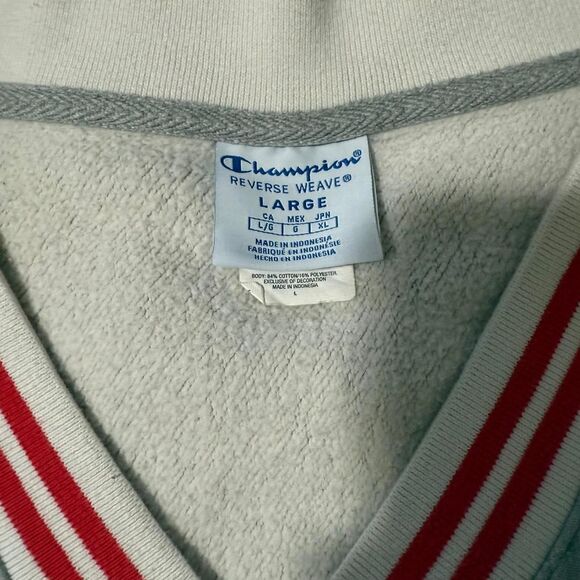 Champion®
REVERSE WEAVE®
LARGE
CA MEX JPN
L/G G XL
MADE IN INDONESIA
FABRIQUÉ EN INDONÉSIE
HECHO EN INDONESIA
BODY: 84% COTTON/16% POLYESTER
EXCLUSIVE OF DECORATION
MADE IN INDONESIA
L